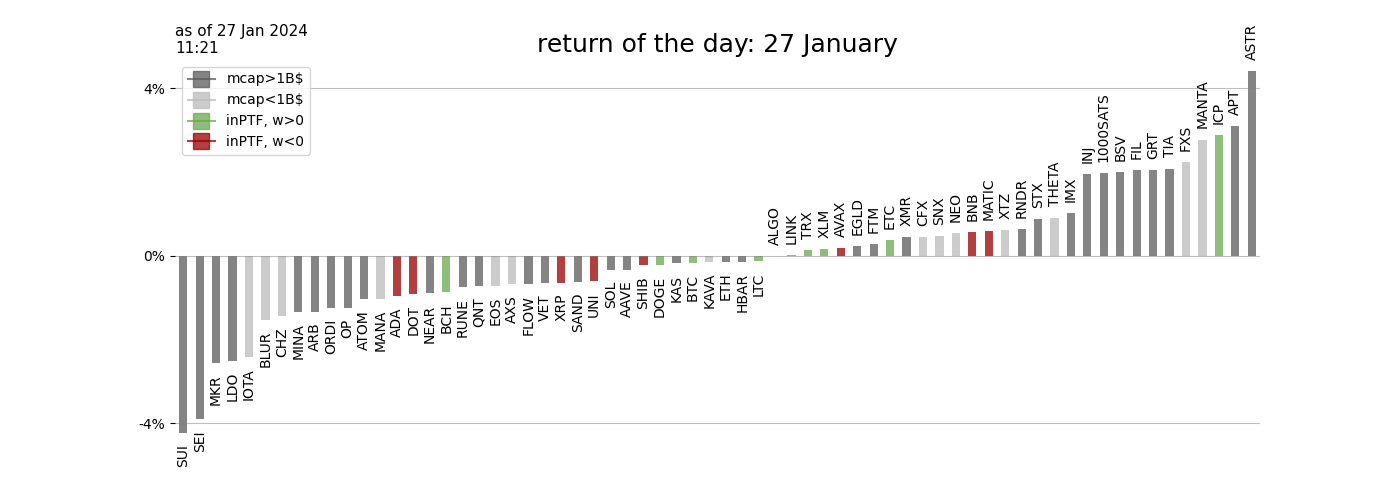 as of 27 Jan 2024
11:21
return of the day: 27 January
mcap>1B$
mcap<1B$
inPTF, w>0
inPTF, w<0
4%
0%
-4%
SUI
SEI
MKR
LDO
IOTA
BLUR
CHZ
MINA
ARB
ORDI
OP
ATOM
MANA
ADA
DOT
NEAR
BCH
RUNE
QNT
EOS
AXS
FLOW
VET
XRP
SAND
UNI
SOL
AAVE
SHIB
DOGE
KAS
BTC
KAVA
ETH
HBAR
LTC
ALGO
LINK
TRX
XLM
AVAX
EGLD
FTM
ETC
XMR
CFX
SNX
NEO
BNB
MATIC
XTZ
RNDR
STX
THETA
IMX
INJ
1000SATS
BSV
FIL
GRT
TIA
FXS
MANTA
ICP
APT
ASTR